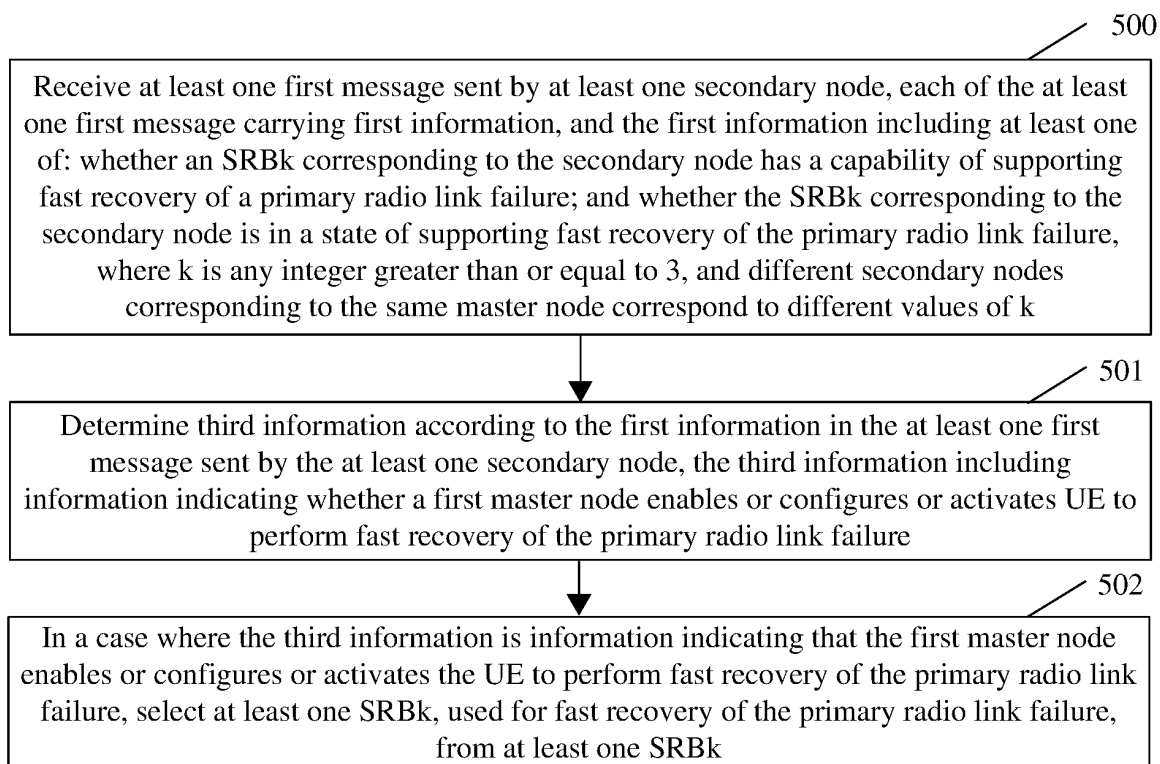 500
Receive at least one first message sent by at least one secondary node, each of the at least
one first message carrying first information, and the first information including at least one
of: whether an SRBk corresponding to the secondary node has a capability of supporting
fast recovery of a primary radio link failure; and whether the SRBk corresponding to the
secondary node is in a state of supporting fast recovery of the primary radio link failure,
where k is any integer greater than or equal to 3, and different secondary nodes
corresponding to the same master node correspond to different values of k
501
Determine third information according to the first information in the at least one first
message sent by the at least one secondary node, the third information including
information indicating whether a first master node enables or configures or activates UE to
perform fast recovery of the primary radio link failure
502
In a case where the third information is information indicating that the first master node
enables or configures or activates the UE to perform fast recovery of the primary radio link
failure, select at least one SRBk, used for fast recovery of the primary radio link failure,
from at least one SRBk